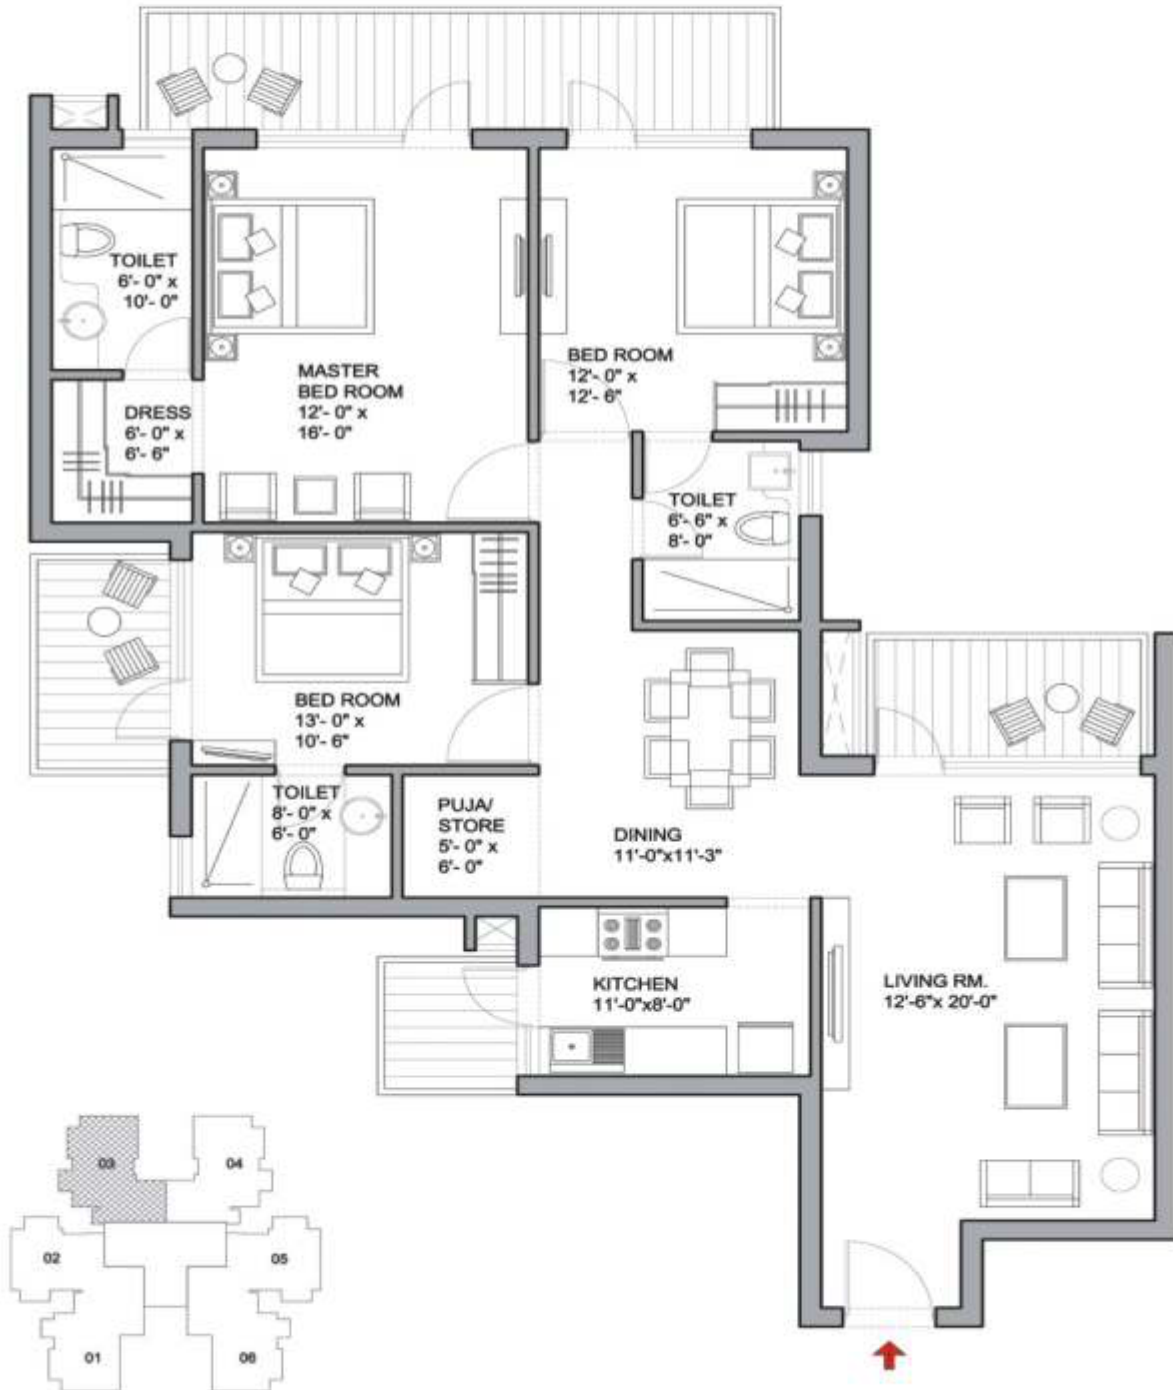 TOILET
6'- 0" x
10'- 0"
MASTER
BED ROOM
12'- 0" x
16'- 0"
BED ROOM
12'- 0" x
12'- 6"
DRESS
6'- 0" x
6'- 6"
TOILET
6'- 6" x
8'- 0"
BED ROOM
13'- 0" x
10'- 6"
TOILET
8'- 0" x
6'- 0"
PUJA/
STORE
5'- 0" x
6'- 0"
DINING
11'-0"x11'-3"
KITCHEN
11'-0"x8'-0"
LIVING RM.
12'-6"x 20'-0"
03
04
02
05
01
06